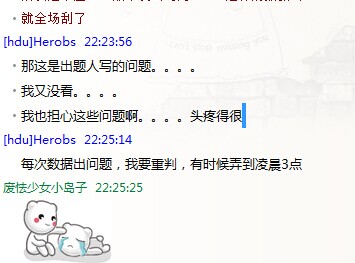 就全场刮了
[hdu]Herobs 22:23:56
那这是出题人写的问题。。。。
我又没看。。。。
我也担心这些问题啊。。。。头疼得很
[hdu]Herobs 22:25:14
每次数据出问题，我要重判，有时候弄到凌晨3点
废怯少女小岛子 22:25:25